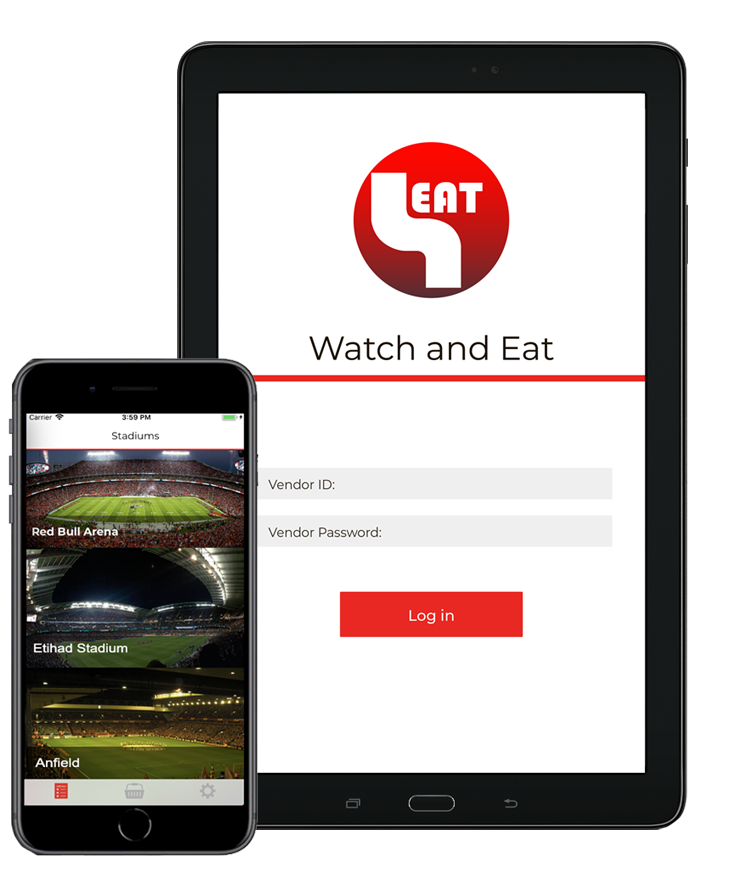 EAT
Watch and Eat
Vendor ID:
Vendor Password:
Log in
Carrier 3:59 PM
Stadiums
Red Bull Arena
Etihad Stadium
Anfield